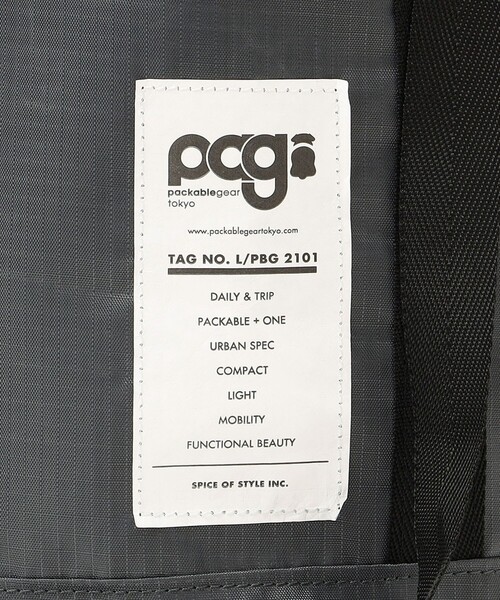 pag
packablegear
tokyo
www.packablegeartokyo.com
TAG NO. L/PBG 2101
DAILY & TRIP
PACKABLE + ONE
URBAN SPEC
COMPACT
LIGHT
MOBILITY
FUNCTIONAL BEAUTY
SPICE OF STYLE INC.